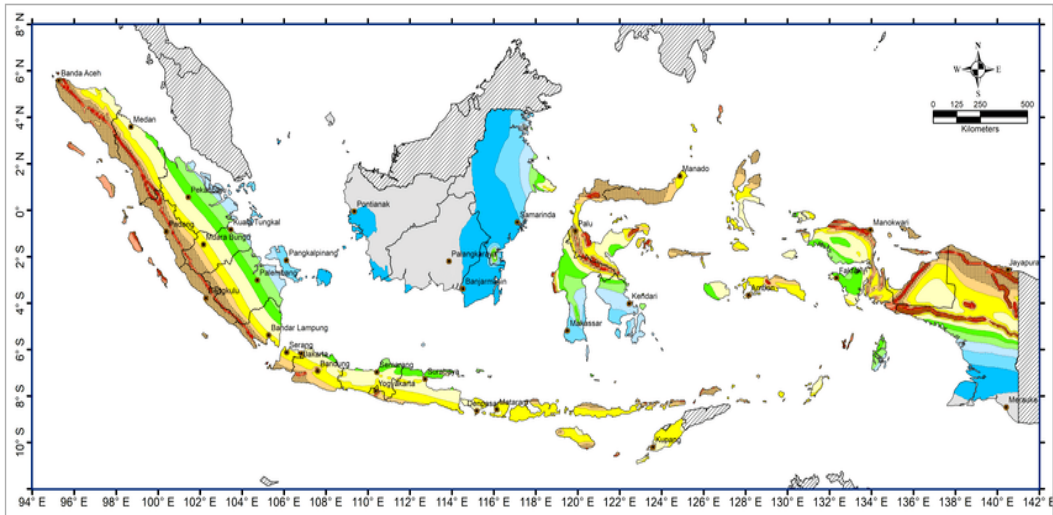 8° N
6° N
4° N
2° N
0°
2° S
4° S
6° S
8° S
10° S
N
W E
S
0 125 250 500
Kilometers
Banda Aceh
Medan
Manado
Pontianak
Samarinda
Kuala Tungkal
Padang
Muara Bungo
Palu
Manokwari
Pangkalpinang
Palangkaraya
Jayapura
Palembang
Banjarmasin
Bengkulu
Ambon
Kendari
Bandar Lampung
Makassar
Serang
Jakarta
Bandung
Semarang
Surabaya
Yogyakarta
Denpasar
Mataram
Merauke
Kupang
94° E 96° E 98° E 100° E 102° E 104° E 106° E 108° E 110° E 112° E 114° E 116° E 118° E 120° E 122° E 124° E 126° E 128° E 130° E 132° E 134° E 136° E 138° E 140° E 142° E